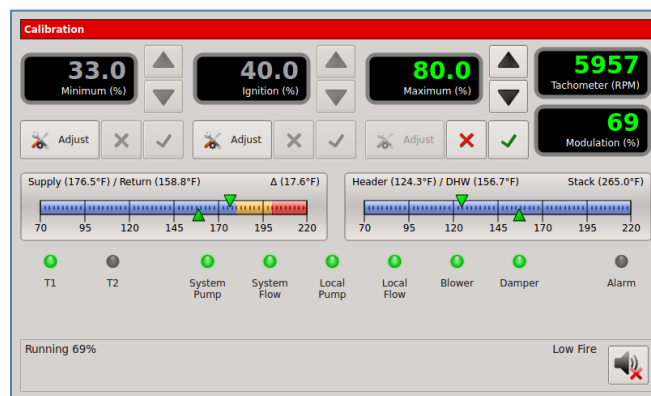 Calibration
33.0
Minimum (%)
40.0
Ignition (%)
80.0
Maximum (%)
5957
Tachometer (RPM)
Adjust
Adjust
Adjust
69
Modulation (%)
Supply (176.5°F) / Return (158.8°F) Δ (17.6°F)
70 95 120 145 170 195 220
Header (124.3°F) / DHW (156.7°F) Stack (265.0°F)
70 95 120 145 170 195 220
T1
T2
System
Pump
System
Flow
Local
Pump
Local
Flow
Blower
Damper
Alarm
Running 69%
Low Fire